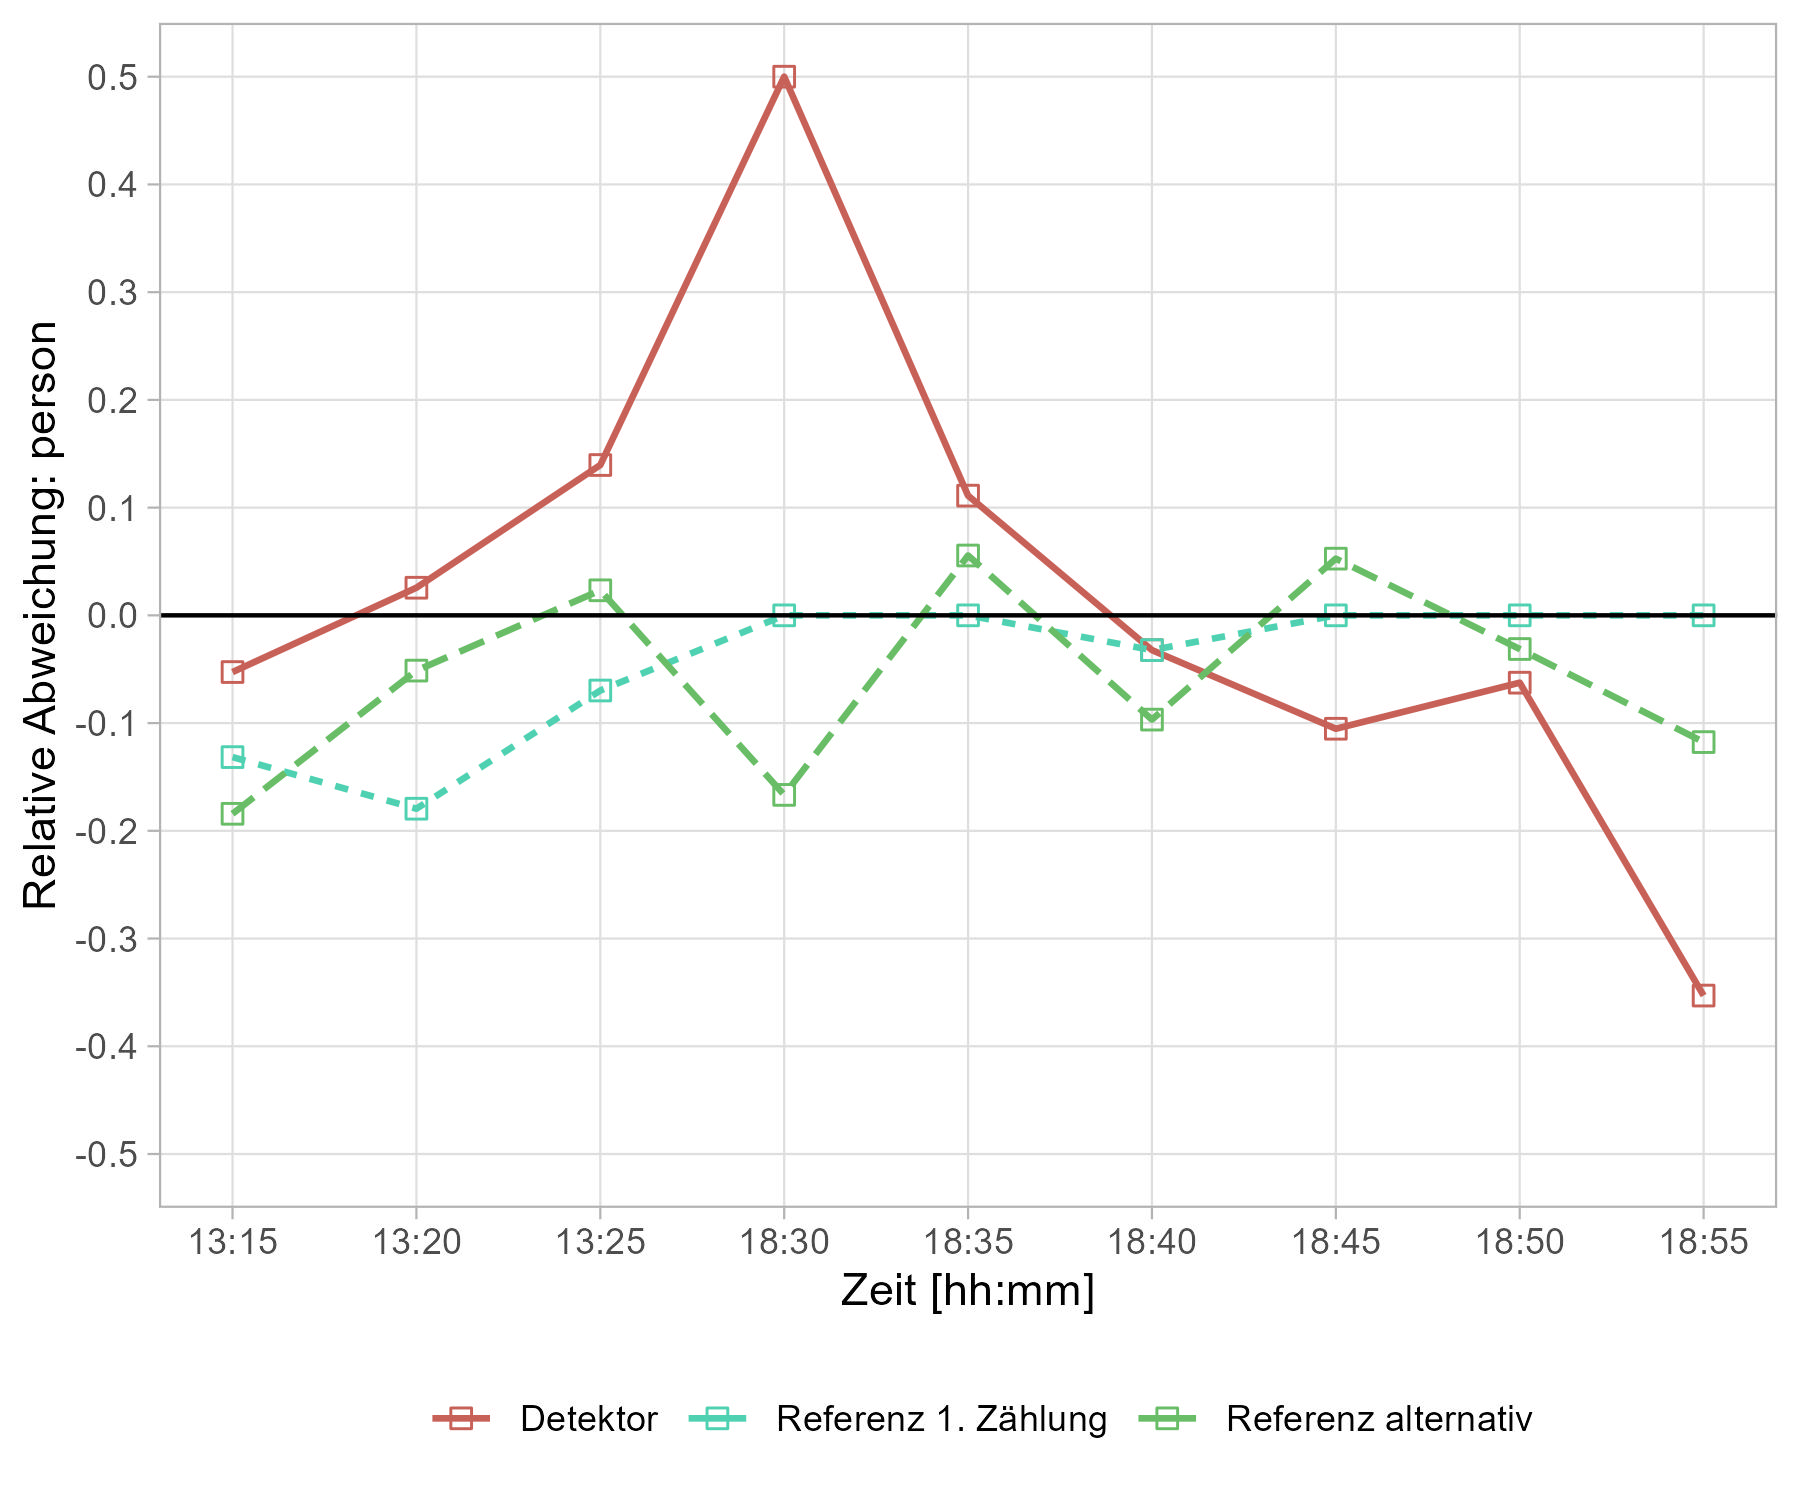 Relative Abweichung: person
0.5
0.4
0.3
0.2
0.1
0.0
-0.1
-0.2
-0.3
-0.4
-0.5
13:15 13:20 13:25 18:30 18:35 18:40 18:45 18:50 18:55
Zeit [hh:mm]
Detektor Referenz 1. Zählung Referenz alternativ